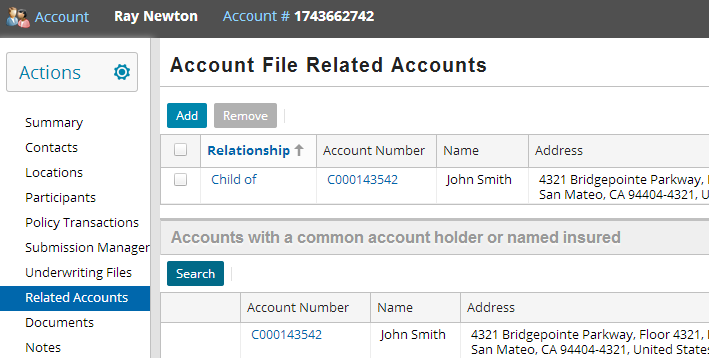 Account Ray Newton Account # 1743662742
Actions
Account File Related Accounts
Summary
Contacts
Locations
Participants
Policy Transactions
Submission Manager
Underwriting Files
Related Accounts
Documents
Notes
Add Remove
Relationship Account Number Name Address
Child of C000143542 John Smith 4321 Bridgepointe Parkway,
San Mateo, CA 94404-4321,
Accounts with a common account holder or named insured
Search
Account Number Name Address
C000143542 John Smith 4321 Bridgepointe Parkway, Floor 4321,
San Mateo, CA 94404-4321, United States